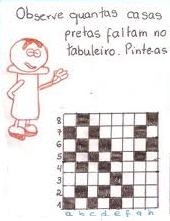 Observe quantas casas
pretas faltam no
tabuleiro. Pinte-as
8
7
6
5
4
3
2
1
a b c d e f g h